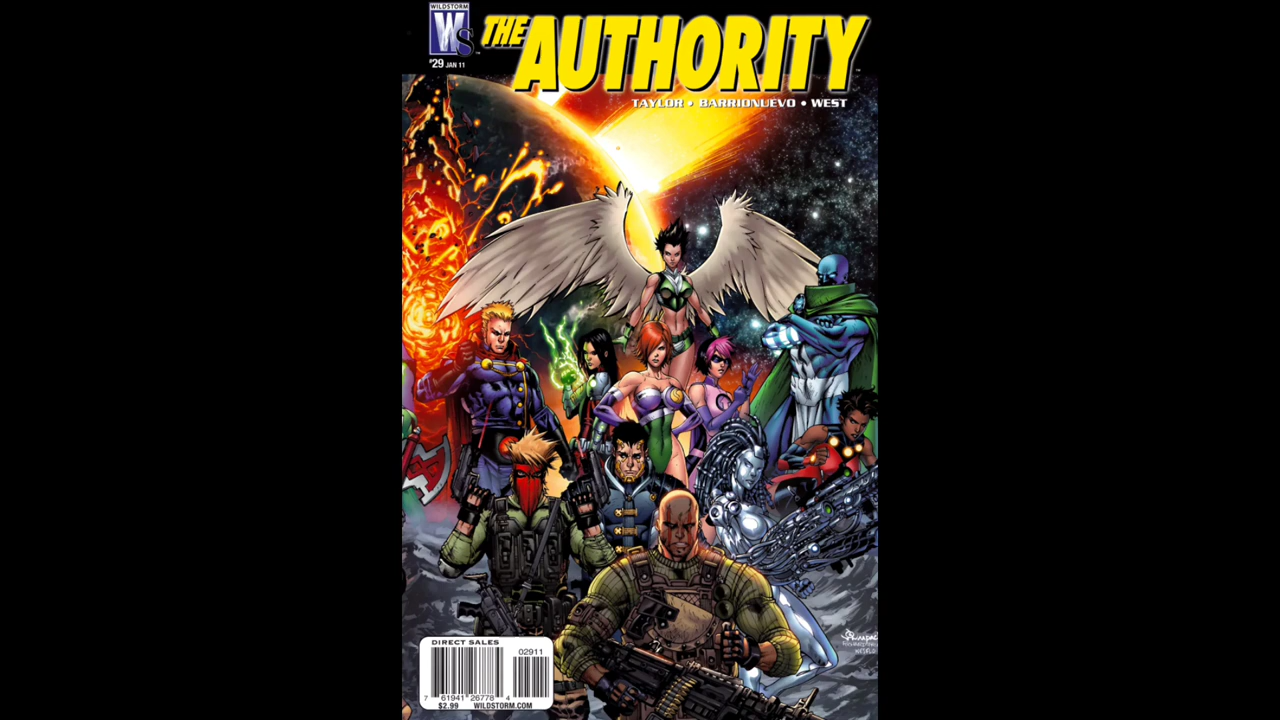 WILDSTORM
WS
#29 JAN 11
THE AUTHORITY
TAYLOR • BARRIONUEVO • WEST
DIRECT SALES
02911
7 61941 26778 4
$2.99 WILDSTORM.COM